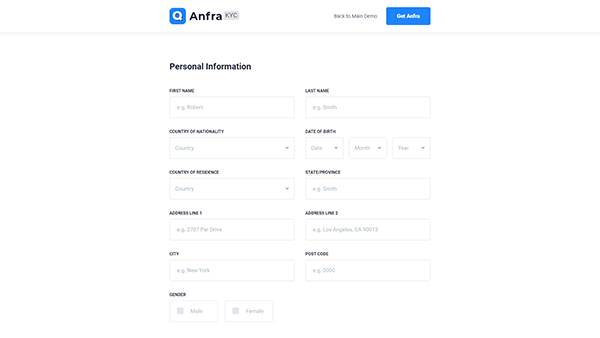 Anfra KYC Back to Main Demo Get Anfra
Personal Information
FIRST NAME LAST NAME
e.g. Robert e.g. Smith
COUNTRY OF NATIONALITY DATE OF BIRTH
Country Date Month Year
COUNTRY OF RESIDENCE STATE/PROVINCE
Country e.g. Smith
ADDRESS LINE 1 ADDRESS LINE 2
e.g. 2707 Par Drive e.g. Los Angeles, CA 90013
CITY POST CODE
e.g. New York e.g. 0000
GENDER
Male Female